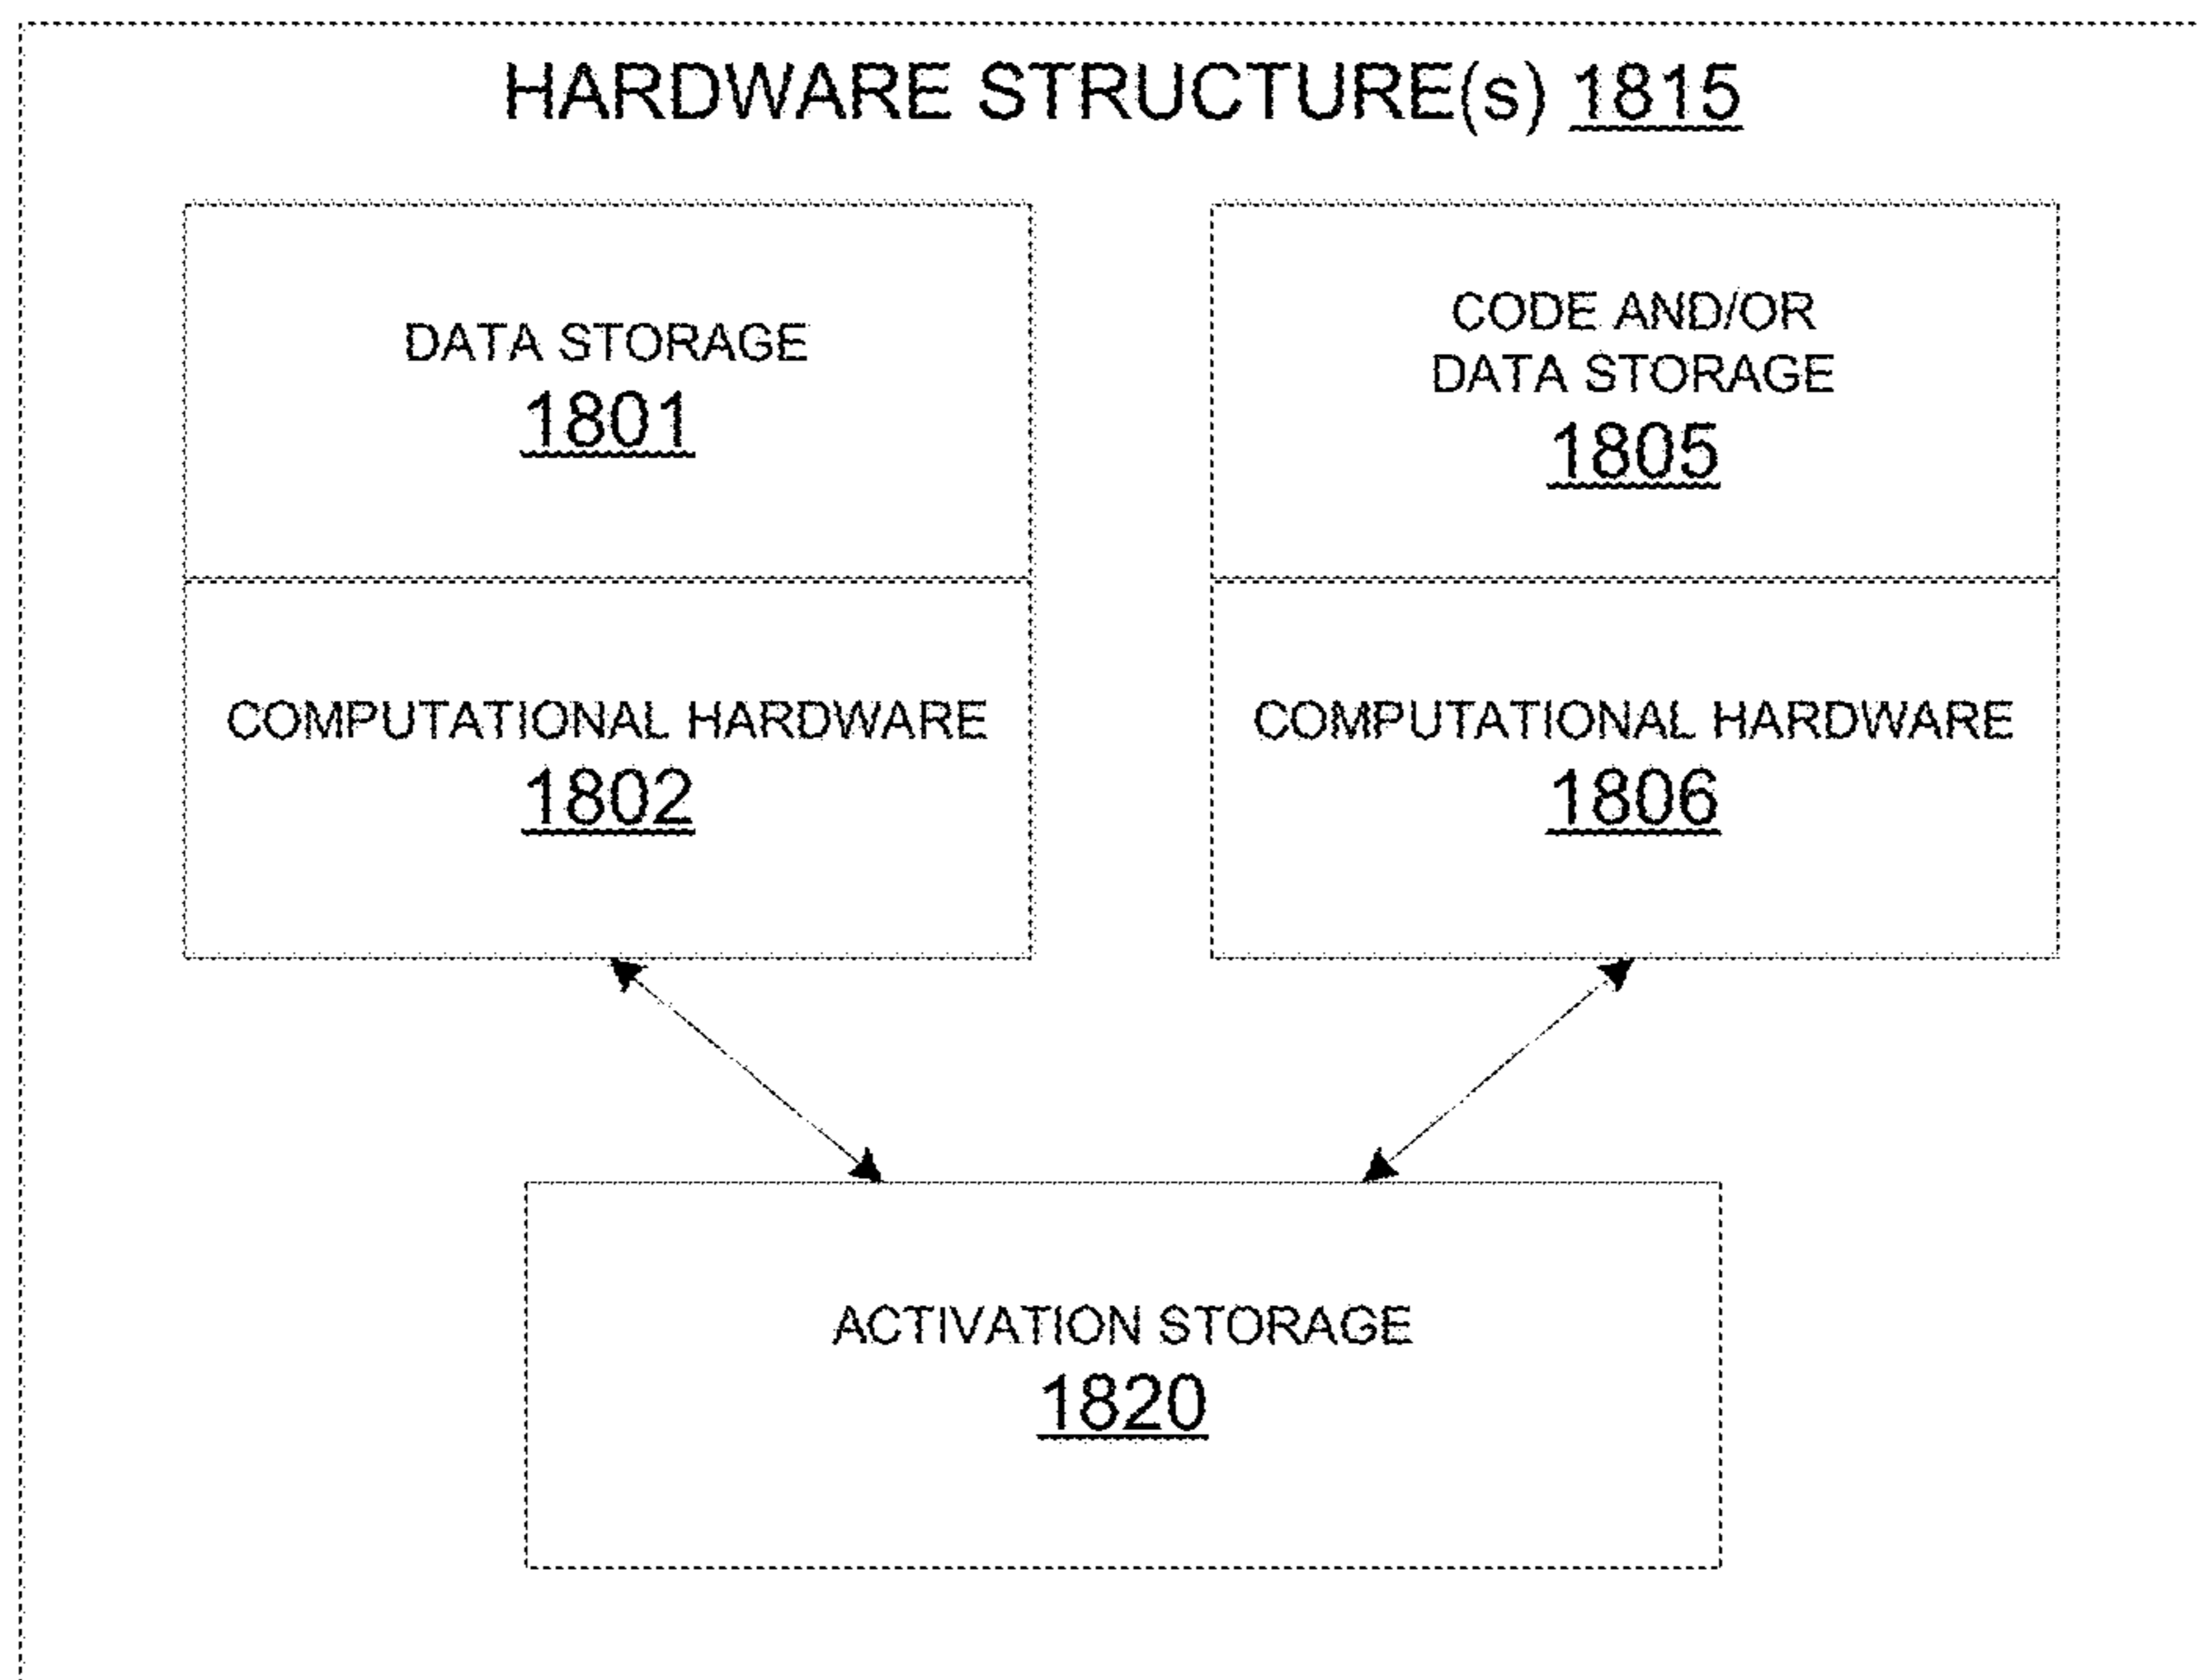 HARDWARE STRUCTURE(s) 1815
DATA STORAGE
1801
CODE AND/OR
DATA STORAGE
1805
COMPUTATIONAL HARDWARE
1802
COMPUTATIONAL HARDWARE
1806
ACTIVATION STORAGE
1820